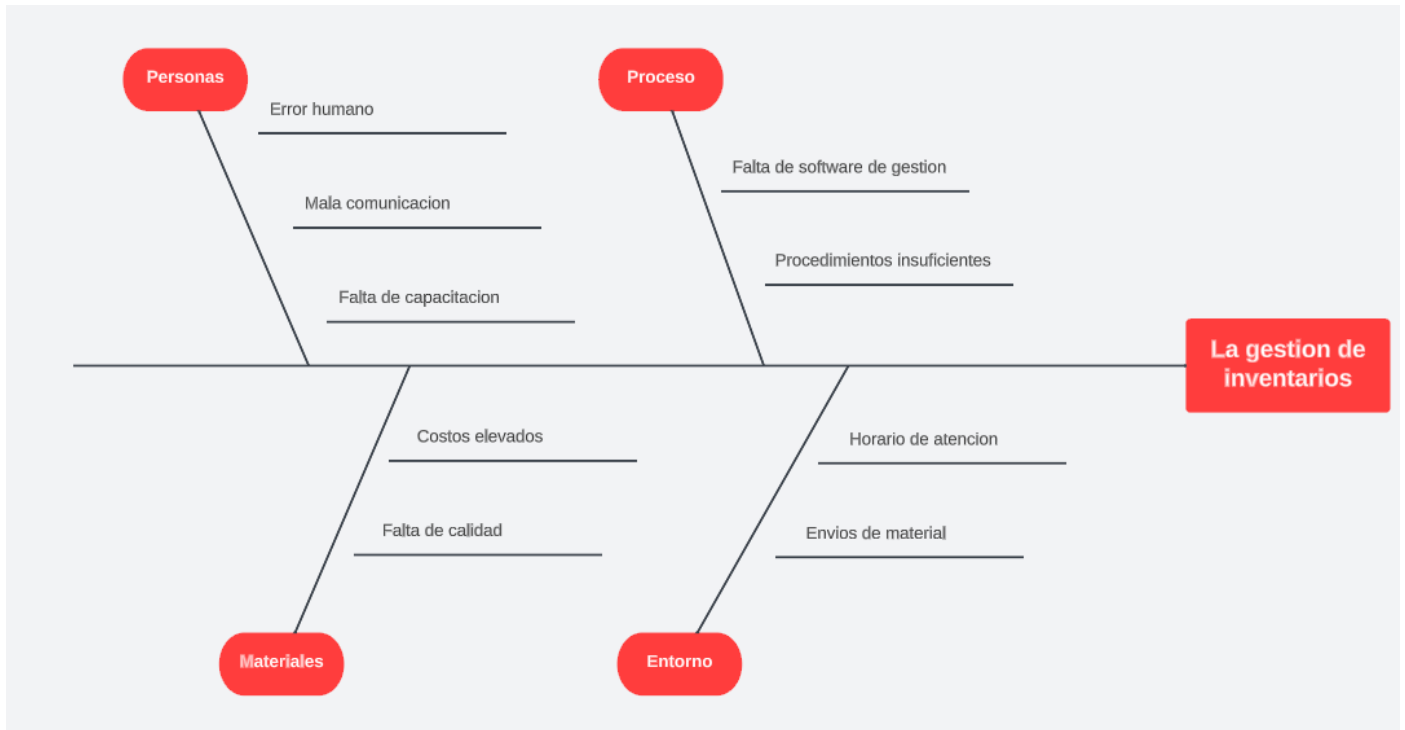 Personas
Proceso
Error humano
Falta de software de gestion
Mala comunicacion
Procedimientos insuficientes
Falta de capacitacion
La gestion de
inventarios
Costos elevados
Horario de atencion
Falta de calidad
Envios de material
Materiales
Entorno